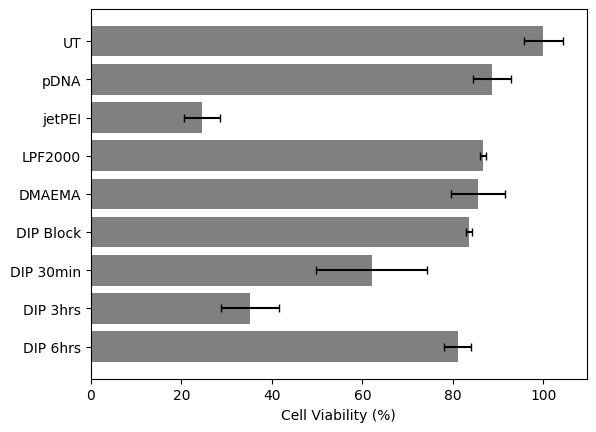 UT
pDNA
jetPEI
LPF2000
DMAEMA
DIP Block
DIP 30min
DIP 3hrs
DIP 6hrs
0 20 40 60 80 100
Cell Viability (%)